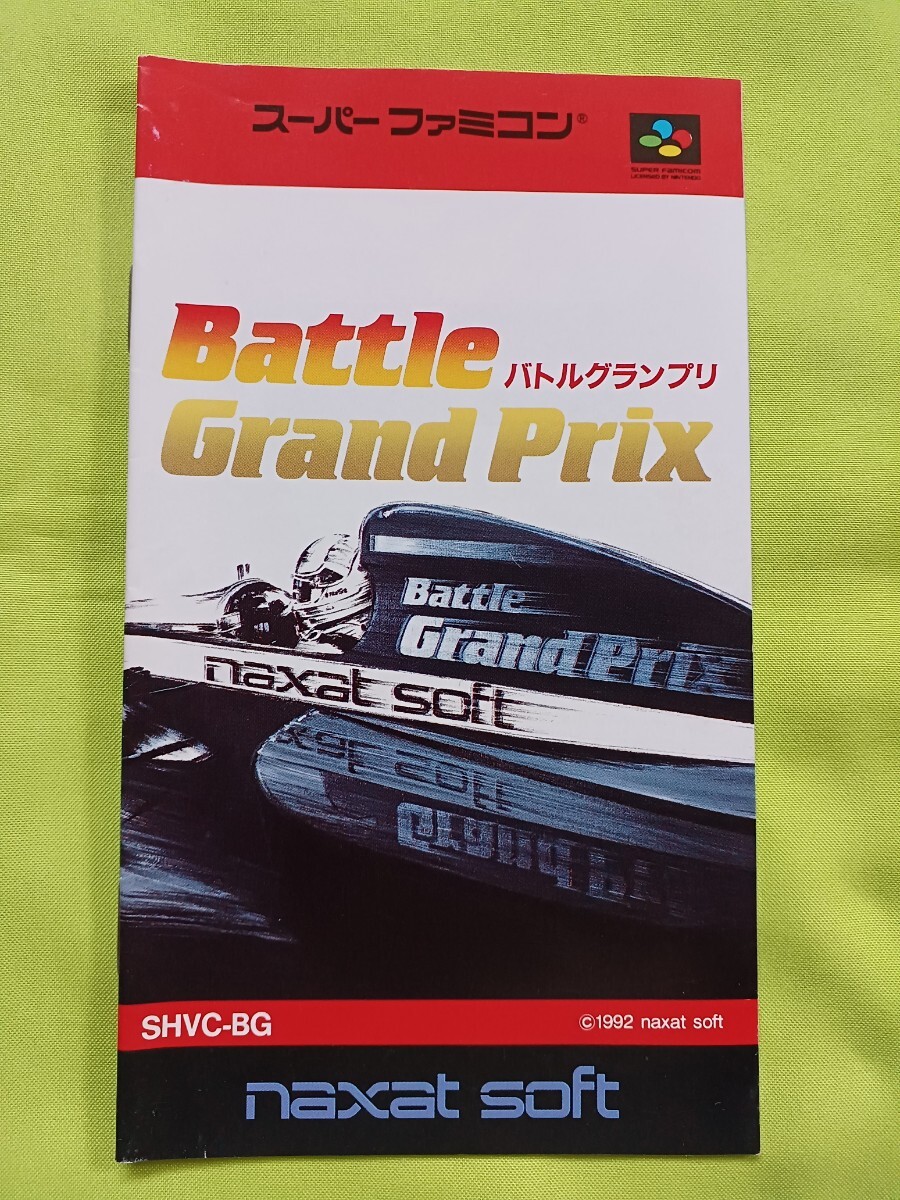 スーパーファミコン®
SUPER FAMICOM
LICENSED BY NINTENDO
Battle
バトルグランプリ
Grand Prix
Battle
Grand Prix
naxat soft
SHVC-BG
©1992 naxat soft
naxat soft